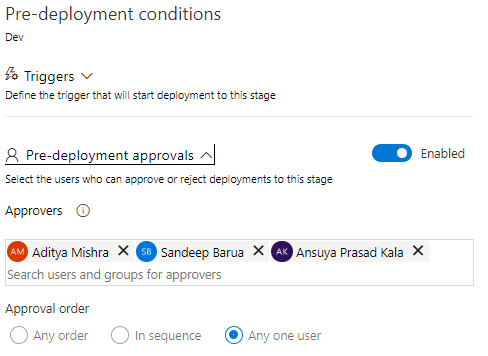 Pre-deployment conditions
Dev
Triggers
Define the trigger that will start deployment to this stage
Pre-deployment approvals Enabled
Select the users who can approve or reject deployments to this stage
Approvers
AM Aditya Mishra SB Sandeep Barua AK Ansuya Prasad Kala
Search users and groups for approvers
Approval order
Any order In sequence Any one user